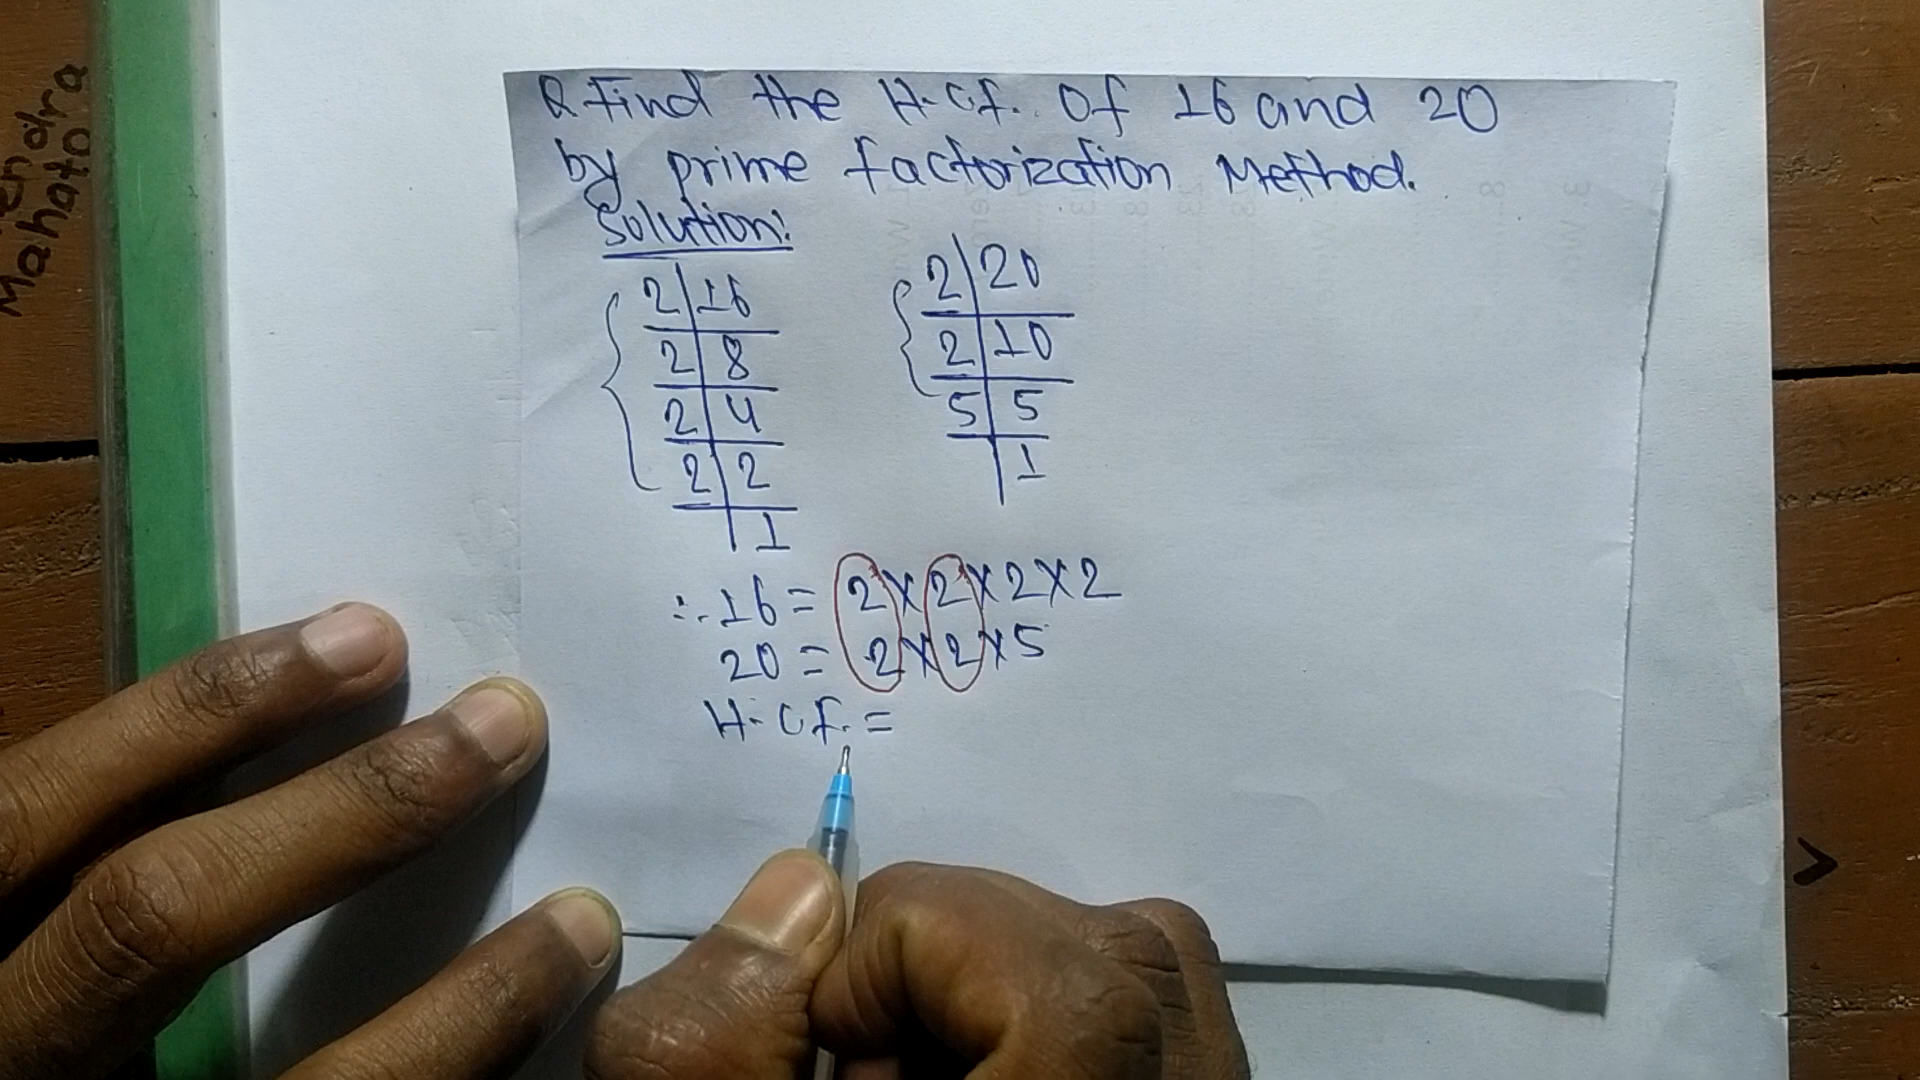 Q. Find the H.C.F. of 16 and 20
by prime factorization Method.
Solution:
2 | 16
2 | 8
2 | 4
2 | 2
1
2 | 20
2 | 10
5 | 5
1
∴ 16 = 2×2×2×2
20 = 2×2×5
H.C.F. =
Mahato